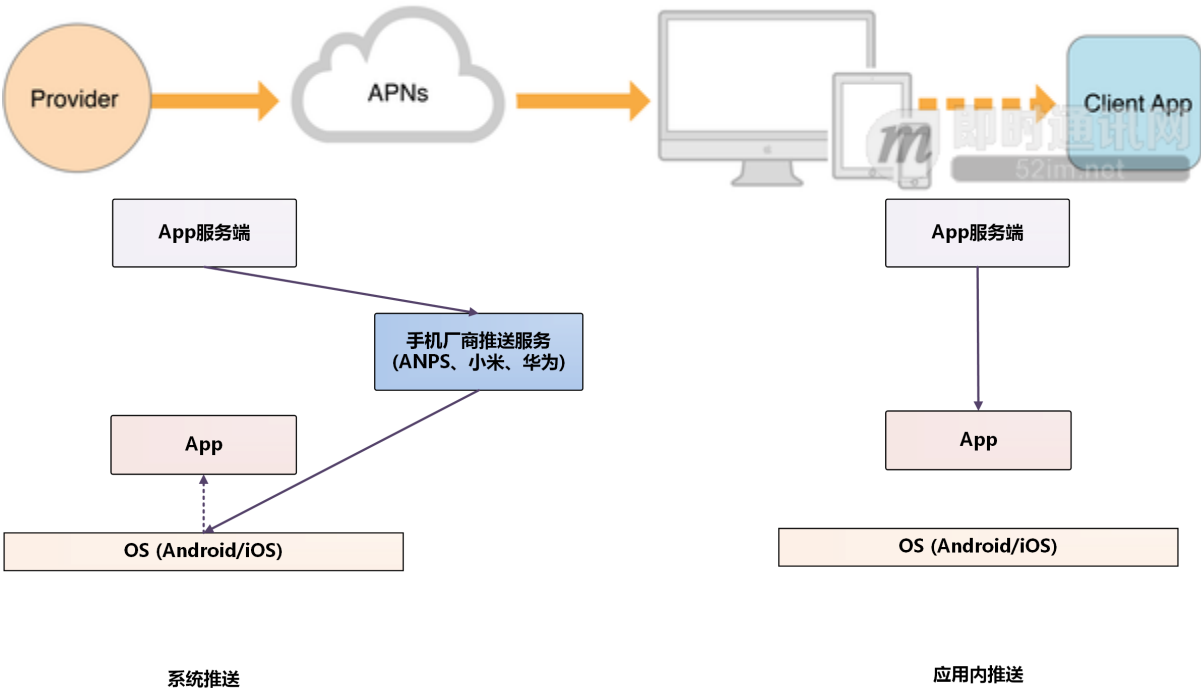 Provider
APNs
Client App
即时通讯网
52im.net
App服务端
App服务端
手机厂商推送服务
(ANPS、小米、华为)
App
App
OS (Android/iOS)
OS (Android/iOS)
系统推送
应用内推送